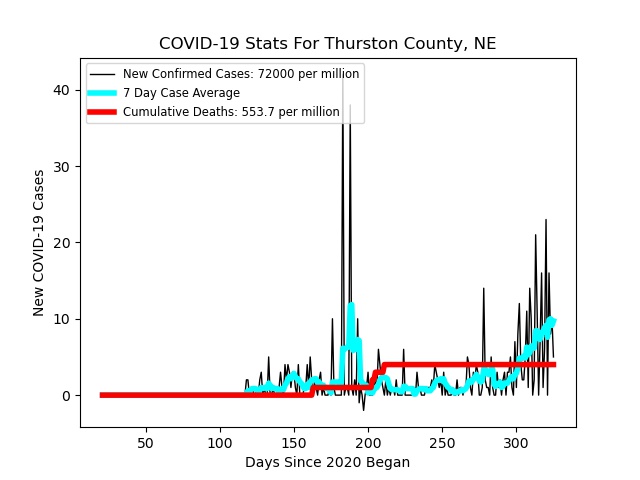 COVID-19 Stats For Thurston County, NE
New Confirmed Cases: 72000 per million
7 Day Case Average
Cumulative Deaths: 553.7 per million
New COVID-19 Cases
40
30
20
10
0
50 100 150 200 250 300
Days Since 2020 Began